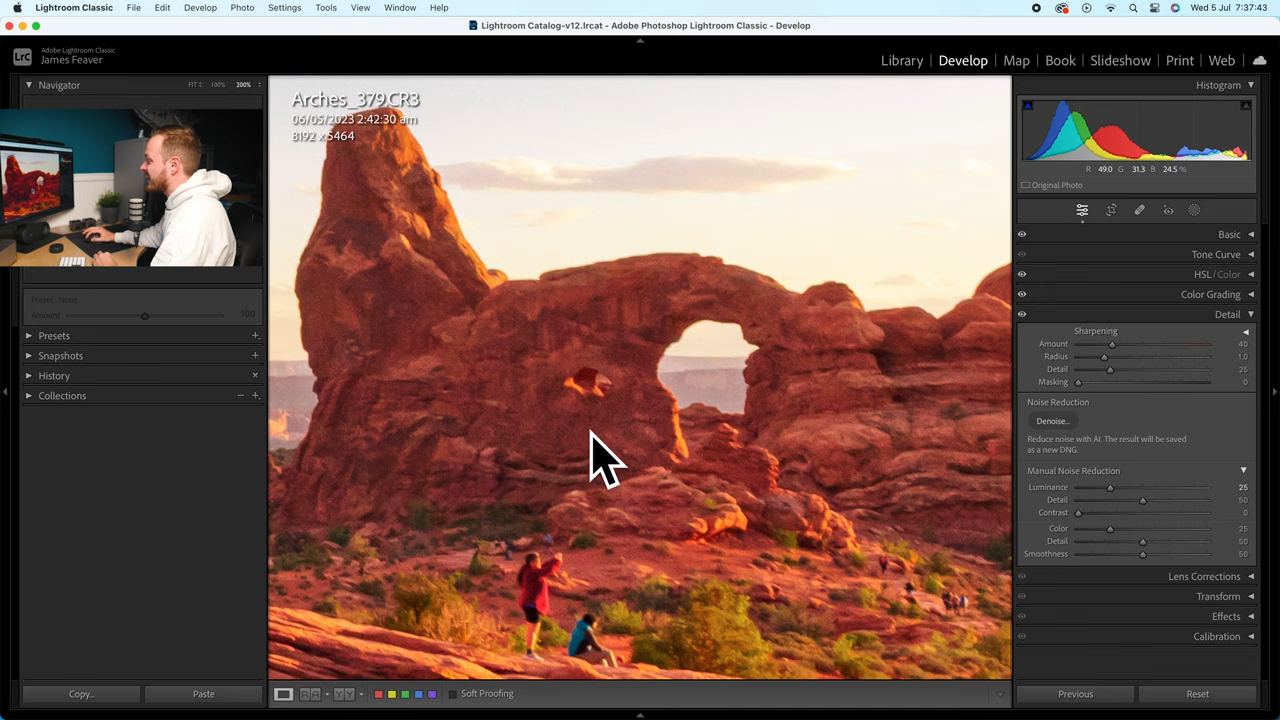 Lightroom Classic File Edit Develop Photo Settings Tools View Window Help Wed 5 Jul 7:37:43
Lightroom Catalog-v12.lrcat - Adobe Photoshop Lightroom Classic - Develop
LrC
Adobe Lightroom Classic
James Feaver
Library | Develop | Map | Book | Slideshow | Print | Web
Navigator FIT 100% 200%
Arches_379.CR3
06/05/2023 2:42:30 am
8192 x 5464
Preset: None
Amount 100
Presets
Snapshots
History
Collections
Copy... Paste
Soft Proofing
Histogram
R 49.0 G 31.3 B 24.5 %
Original Photo
Basic
Tone Curve
HSL / Color
Color Grading
Detail
Sharpening
Amount 40
Radius 1.0
Detail 25
Masking 0
Noise Reduction
Denoise...
Reduce noise with AI. The result will be saved
as a new DNG.
Manual Noise Reduction
Luminance 25
Detail 50
Contrast 0
Color 25
Detail 50
Smoothness 50
Lens Corrections
Transform
Effects
Calibration
Previous Reset